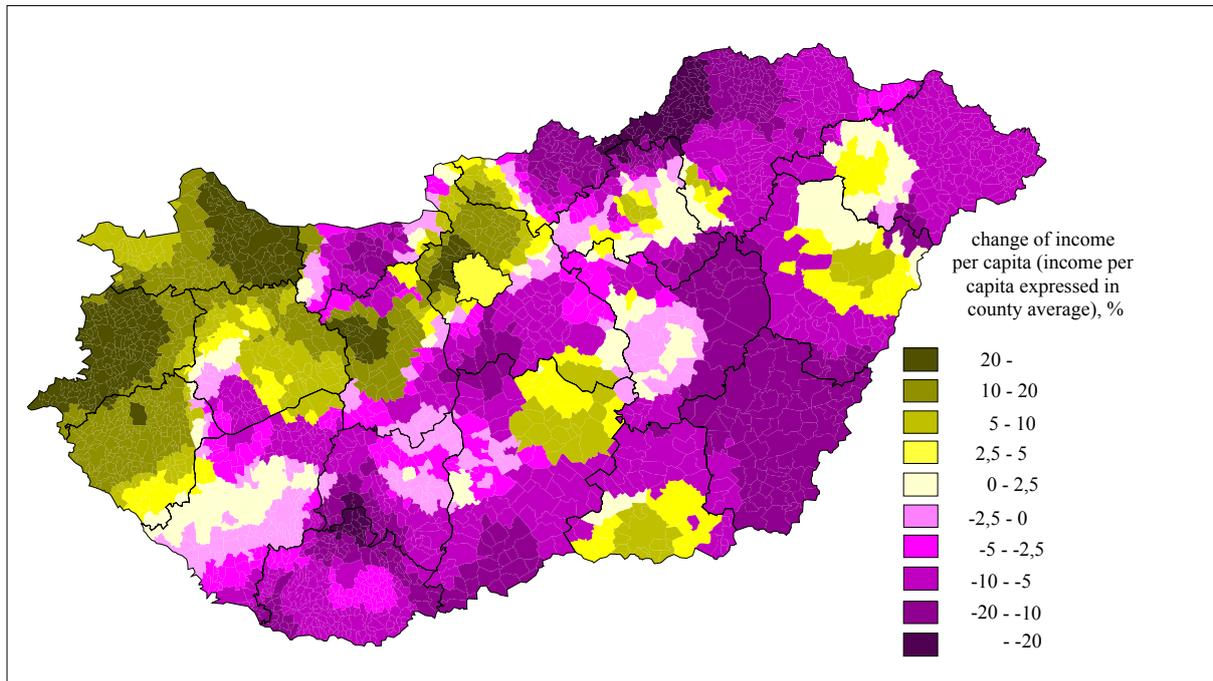 change of income
per capita (income per
capita expressed in
county average), %
20 -
10 - 20
5 - 10
2,5 - 5
0 - 2,5
-2,5 - 0
-5 - -2,5
-10 - -5
-20 - -10
- -20